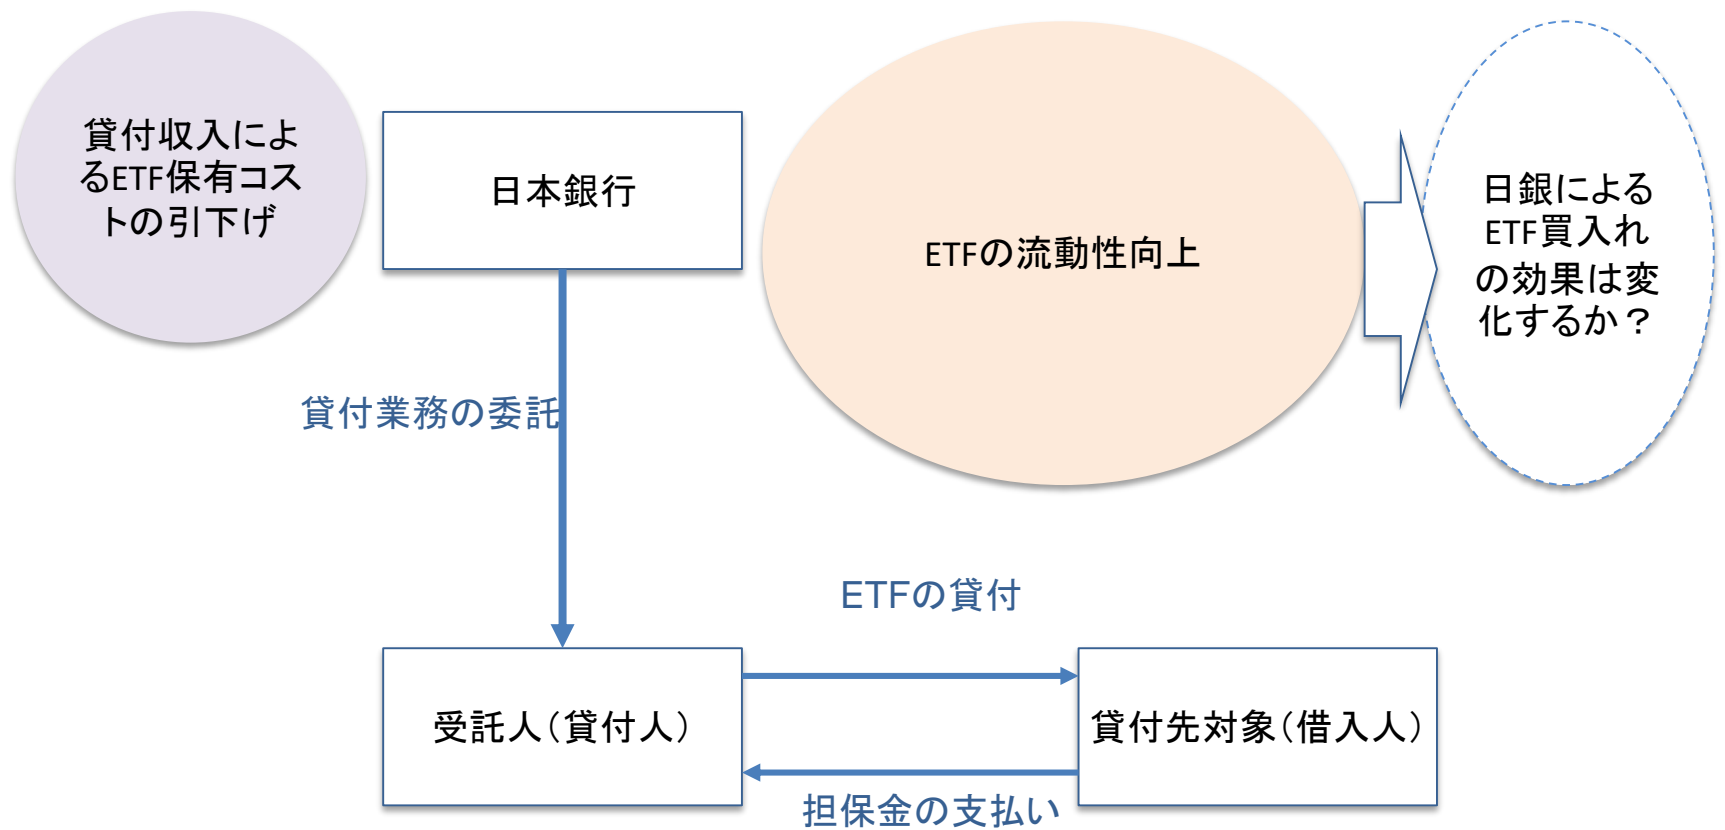 貸付収入によ
るETF保有コス
トの引下げ
日本銀行
ETFの流動性向上
日銀による
ETF買入れ
の効果は変
化するか？
貸付業務の委託
ETFの貸付
受託人（貸付人）
貸付先対象（借入人）
担保金の支払い